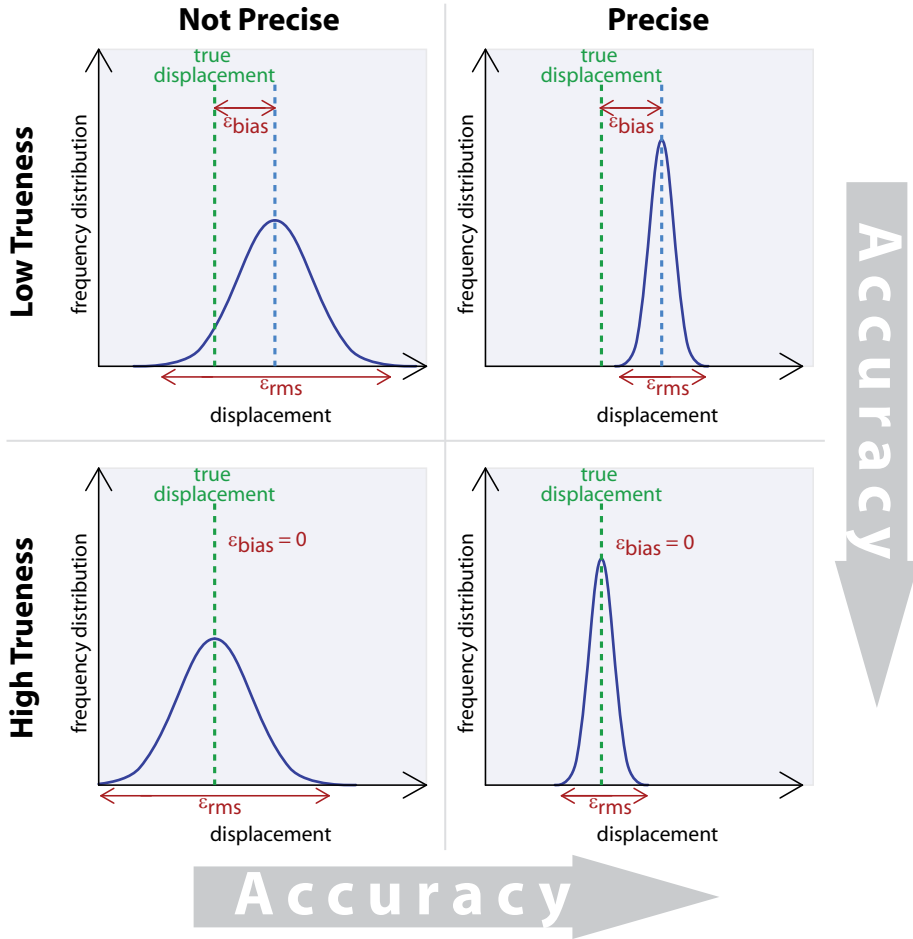 Not Precise
Precise
Low Trueness
true
displacement
εbias
frequency distribution
εrms
displacement
true
displacement
εbias
frequency distribution
εrms
displacement
High Trueness
true
displacement
εbias = 0
frequency distribution
εrms
displacement
true
displacement
εbias = 0
frequency distribution
εrms
displacement
Accuracy
Accuracy